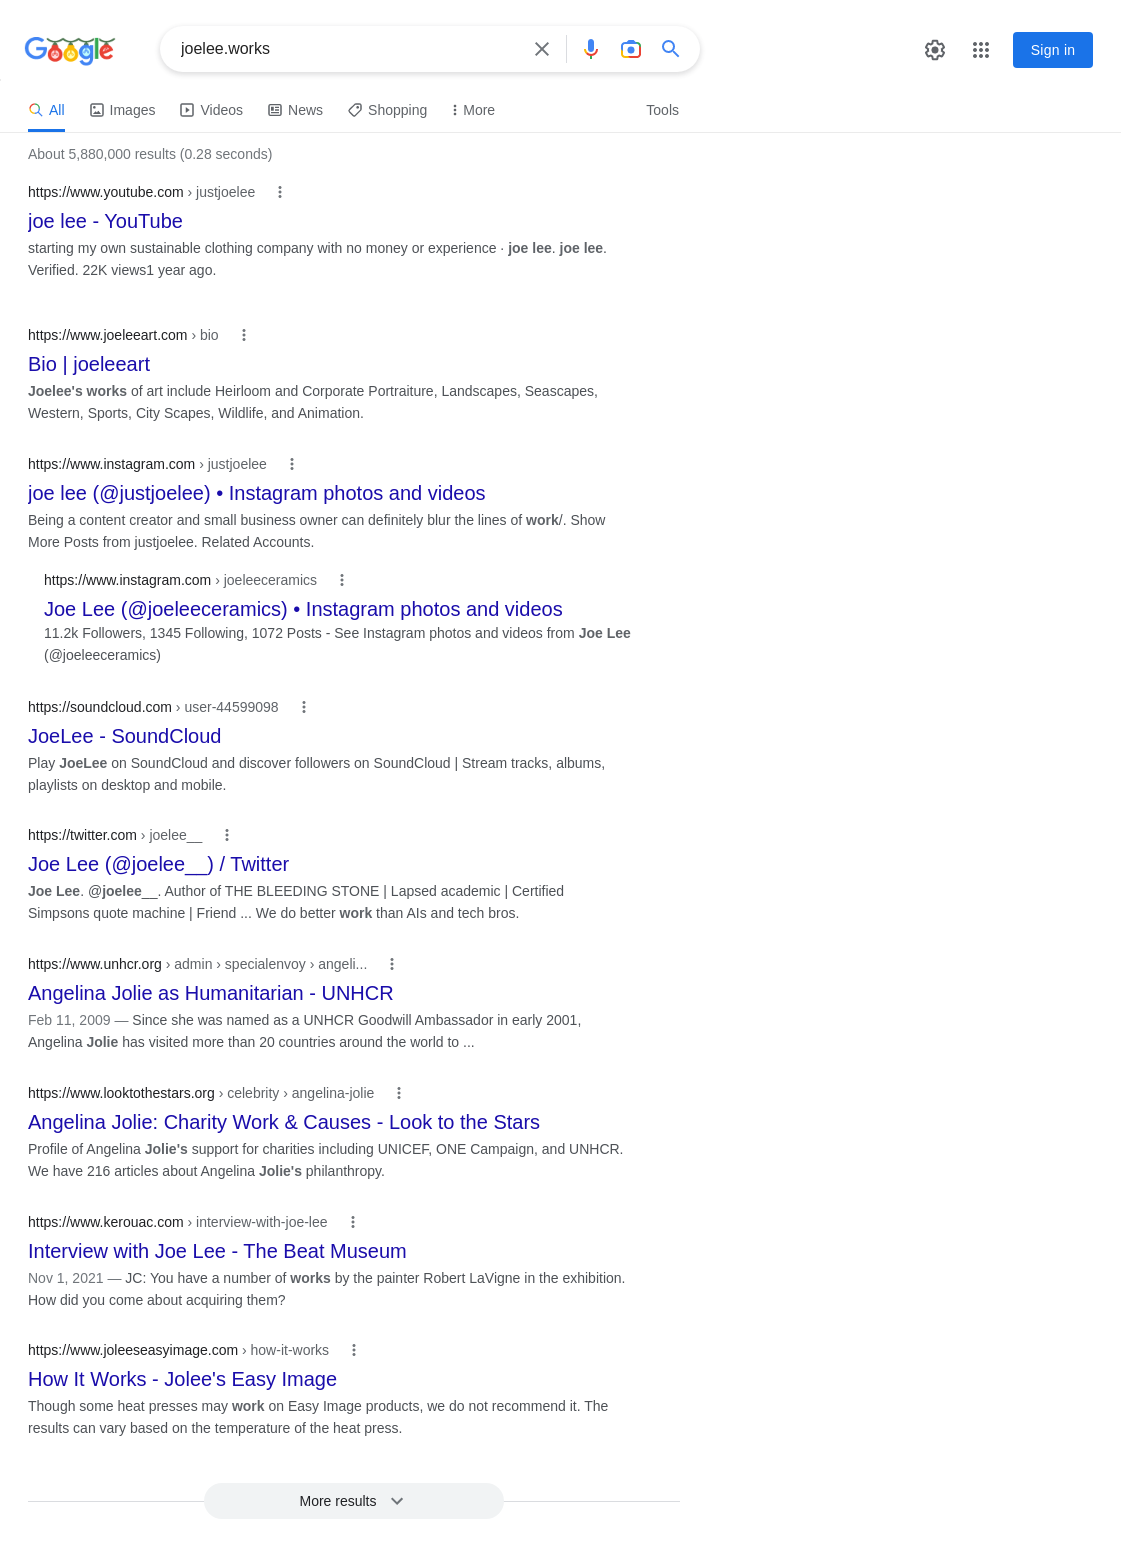 Google
joelee.works
Sign in
All
Images
Videos
News
Shopping
More
Tools
About 5,880,000 results (0.28 seconds)
https://www.youtube.com › justjoelee
joe lee - YouTube
starting my own sustainable clothing company with no money or experience · joe lee. joe lee.
Verified. 22K views1 year ago.
https://www.joeleeart.com › bio
Bio | joeleeart
Joelee's works of art include Heirloom and Corporate Portraiture, Landscapes, Seascapes,
Western, Sports, City Scapes, Wildlife, and Animation.
https://www.instagram.com › justjoelee
joe lee (@justjoelee) • Instagram photos and videos
Being a content creator and small business owner can definitely blur the lines of work/. Show
More Posts from justjoelee. Related Accounts.
https://www.instagram.com › joeleeceramics
Joe Lee (@joeleeceramics) • Instagram photos and videos
11.2k Followers, 1345 Following, 1072 Posts - See Instagram photos and videos from Joe Lee
(@joeleeceramics)
https://soundcloud.com › user-44599098
JoeLee - SoundCloud
Play JoeLee on SoundCloud and discover followers on SoundCloud | Stream tracks, albums,
playlists on desktop and mobile.
https://twitter.com › joelee__
Joe Lee (@joelee__) / Twitter
Joe Lee. @joelee__. Author of THE BLEEDING STONE | Lapsed academic | Certified
Simpsons quote machine | Friend ... We do better work than AIs and tech bros.
https://www.unhcr.org › admin › specialenvoy › angeli...
Angelina Jolie as Humanitarian - UNHCR
Feb 11, 2009 — Since she was named as a UNHCR Goodwill Ambassador in early 2001,
Angelina Jolie has visited more than 20 countries around the world to ...
https://www.looktothestars.org › celebrity › angelina-jolie
Angelina Jolie: Charity Work & Causes - Look to the Stars
Profile of Angelina Jolie's support for charities including UNICEF, ONE Campaign, and UNHCR.
We have 216 articles about Angelina Jolie's philanthropy.
https://www.kerouac.com › interview-with-joe-lee
Interview with Joe Lee - The Beat Museum
Nov 1, 2021 — JC: You have a number of works by the painter Robert LaVigne in the exhibition.
How did you come about acquiring them?
https://www.joleeseasyimage.com › how-it-works
How It Works - Jolee's Easy Image
Though some heat presses may work on Easy Image products, we do not recommend it. The
results can vary based on the temperature of the heat press.
More results